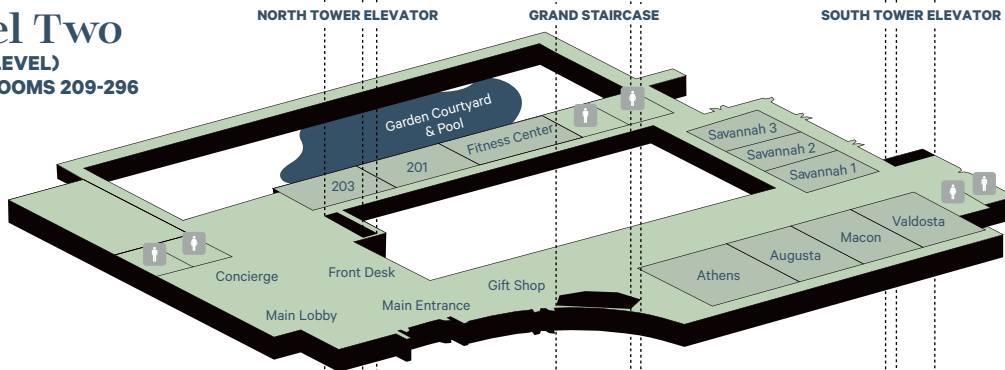 NORTH TOWER ELEVATOR
GRAND STAIRCASE
SOUTH TOWER ELEVATOR
el Two
LEVEL)
OOMS 209-296
Garden Courtyard
& Pool
Fitness Center
201
203
Savannah 3
Savannah 2
Savannah 1
Valdosta
Macon
Augusta
Athens
Concierge
Front Desk
Gift Shop
Main Entrance
Main Lobby